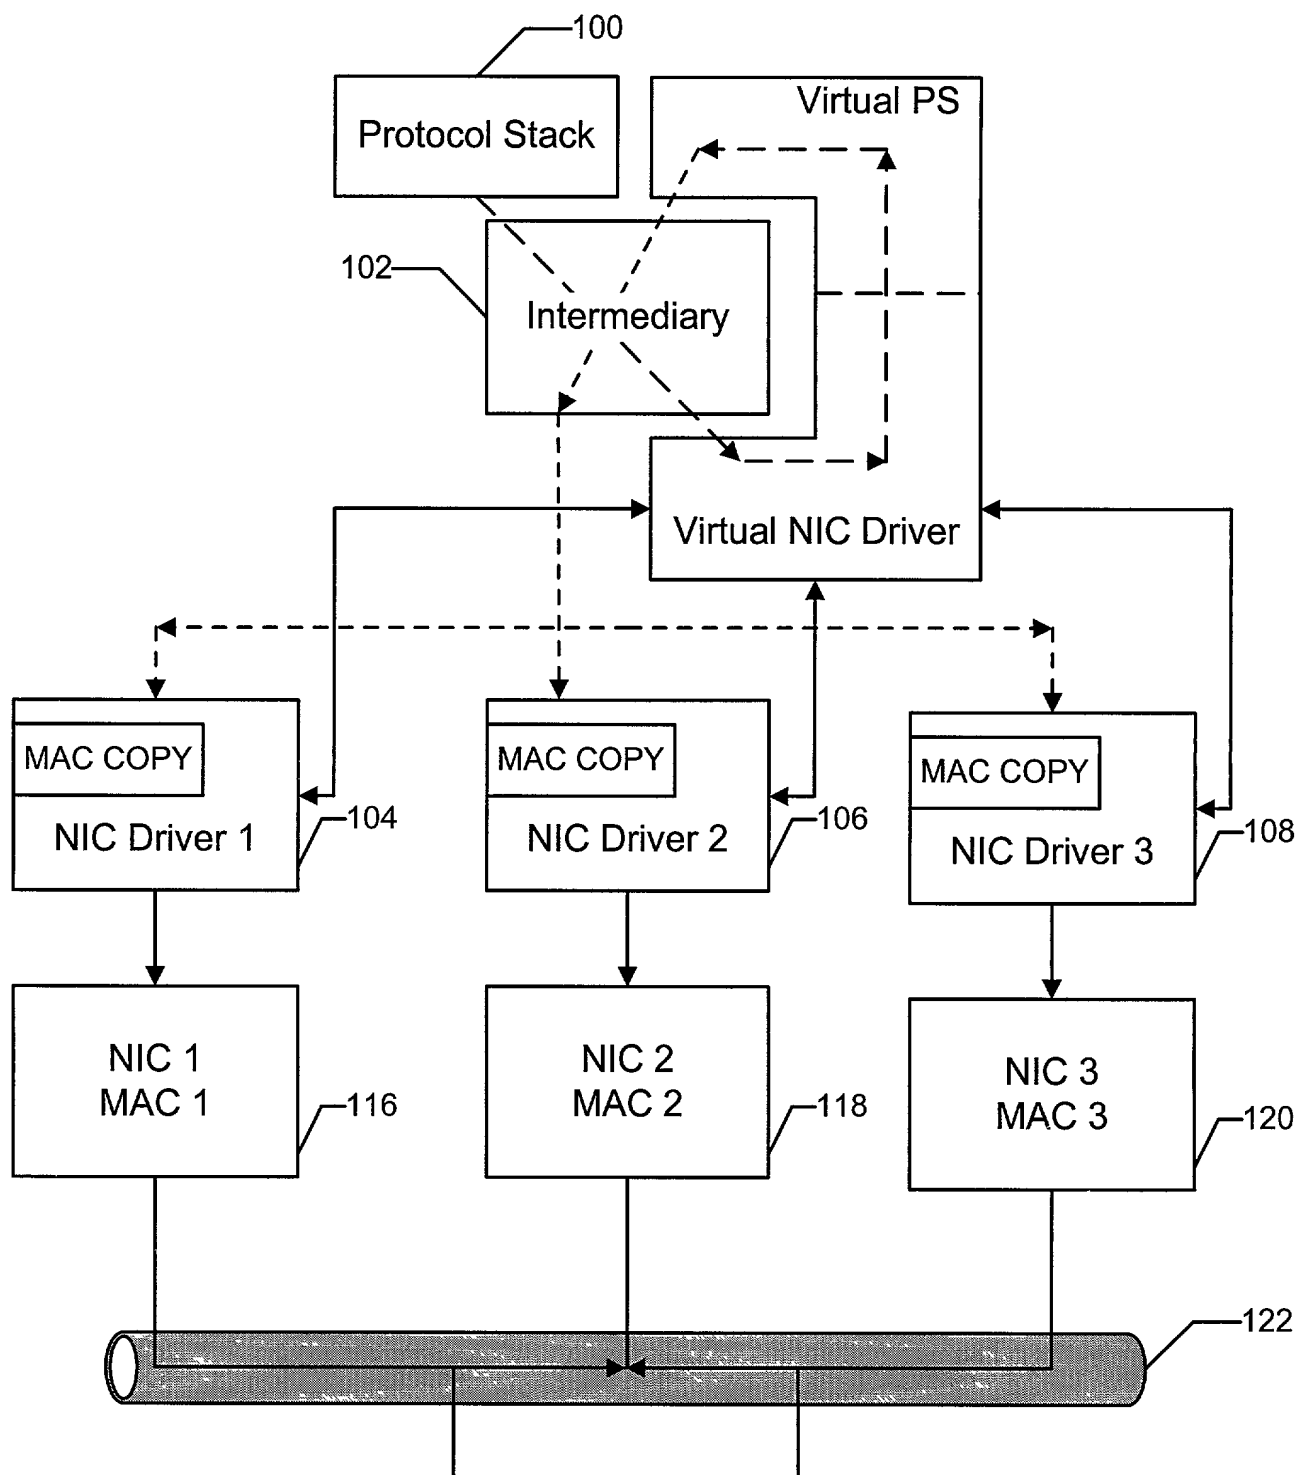 100
Protocol Stack
Virtual PS
102
Intermediary
Virtual NIC Driver
MAC COPY
NIC Driver 1
104
MAC COPY
NIC Driver 2
106
MAC COPY
NIC Driver 3
108
NIC 1
MAC 1
116
NIC 2
MAC 2
118
NIC 3
MAC 3
120
122